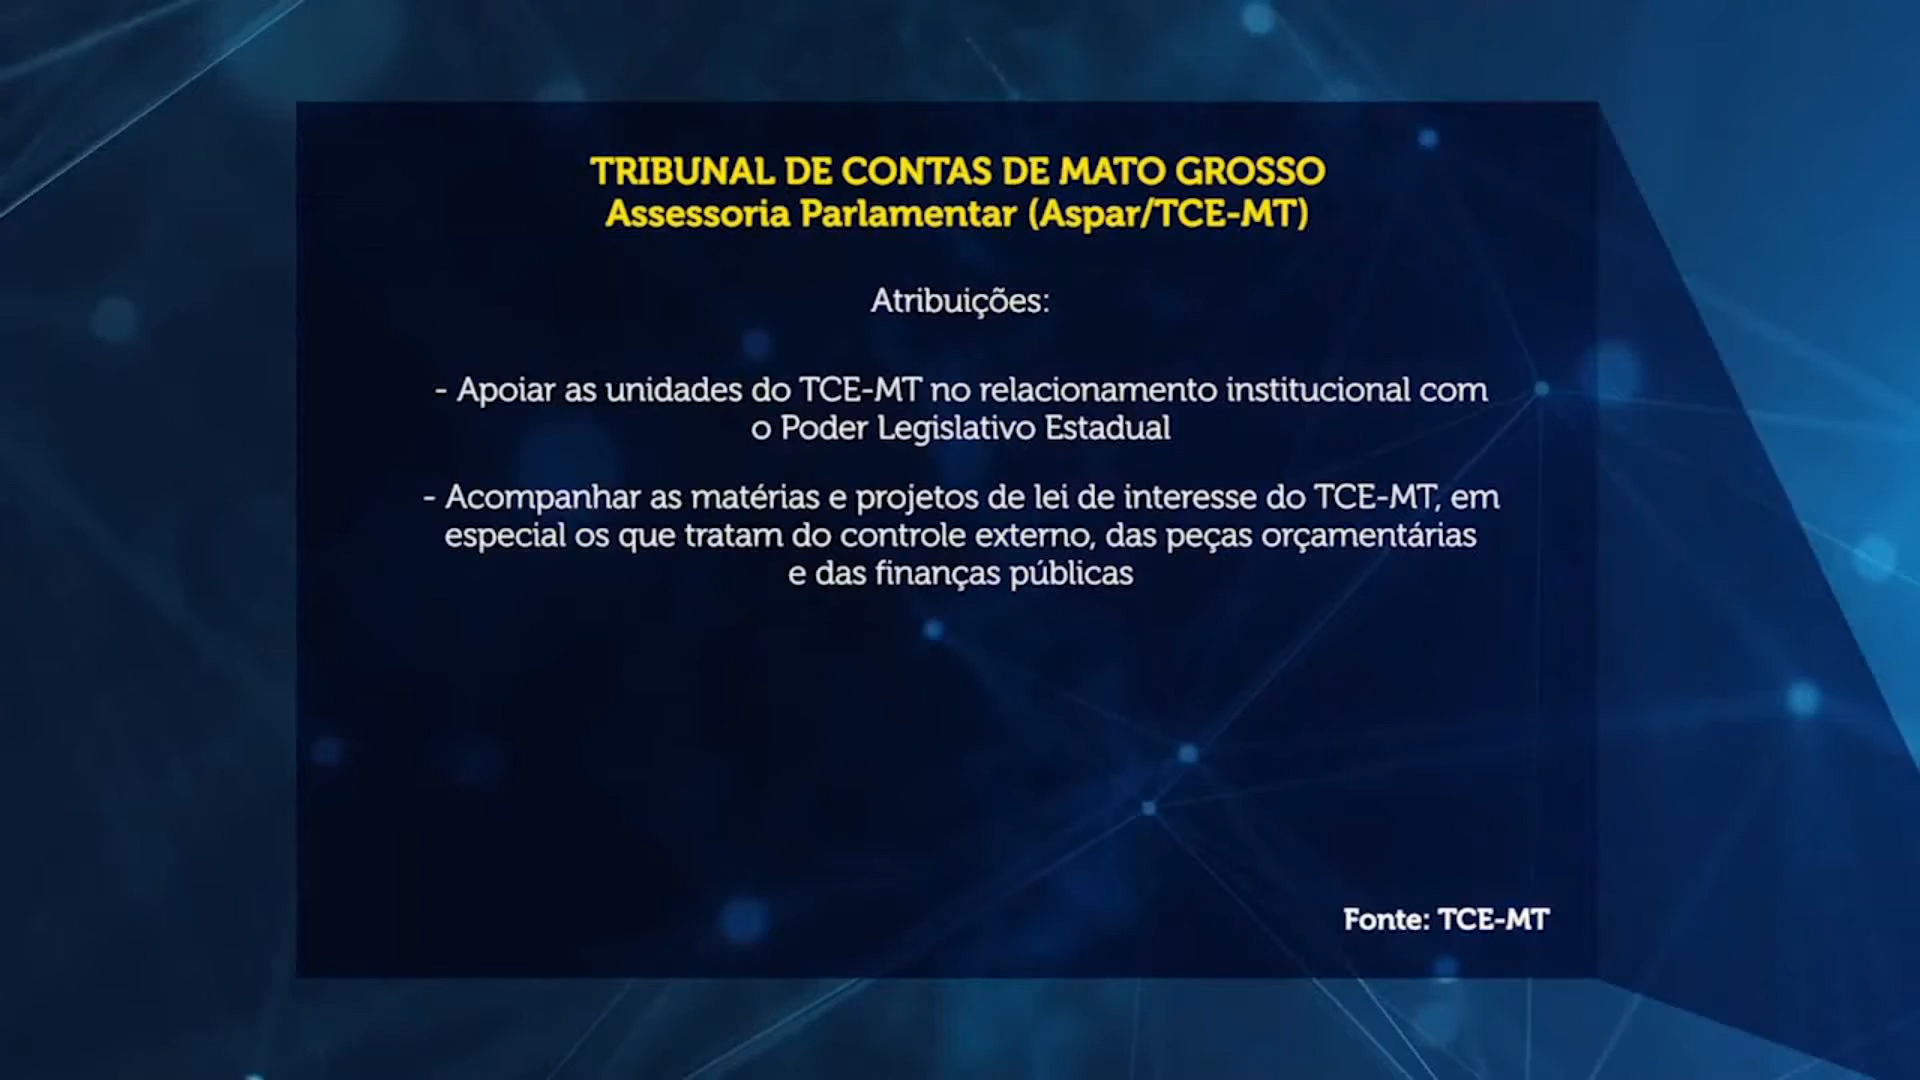 TRIBUNAL DE CONTAS DE MATO GROSSO
Assessoria Parlamentar (Aspar/TCE-MT)
Atribuições:
- Apoiar as unidades do TCE-MT no relacionamento institucional com
o Poder Legislativo Estadual
- Acompanhar as matérias e projetos de lei de interesse do TCE-MT, em
especial os que tratam do controle externo, das peças orçamentárias
e das finanças públicas
Fonte: TCE-MT